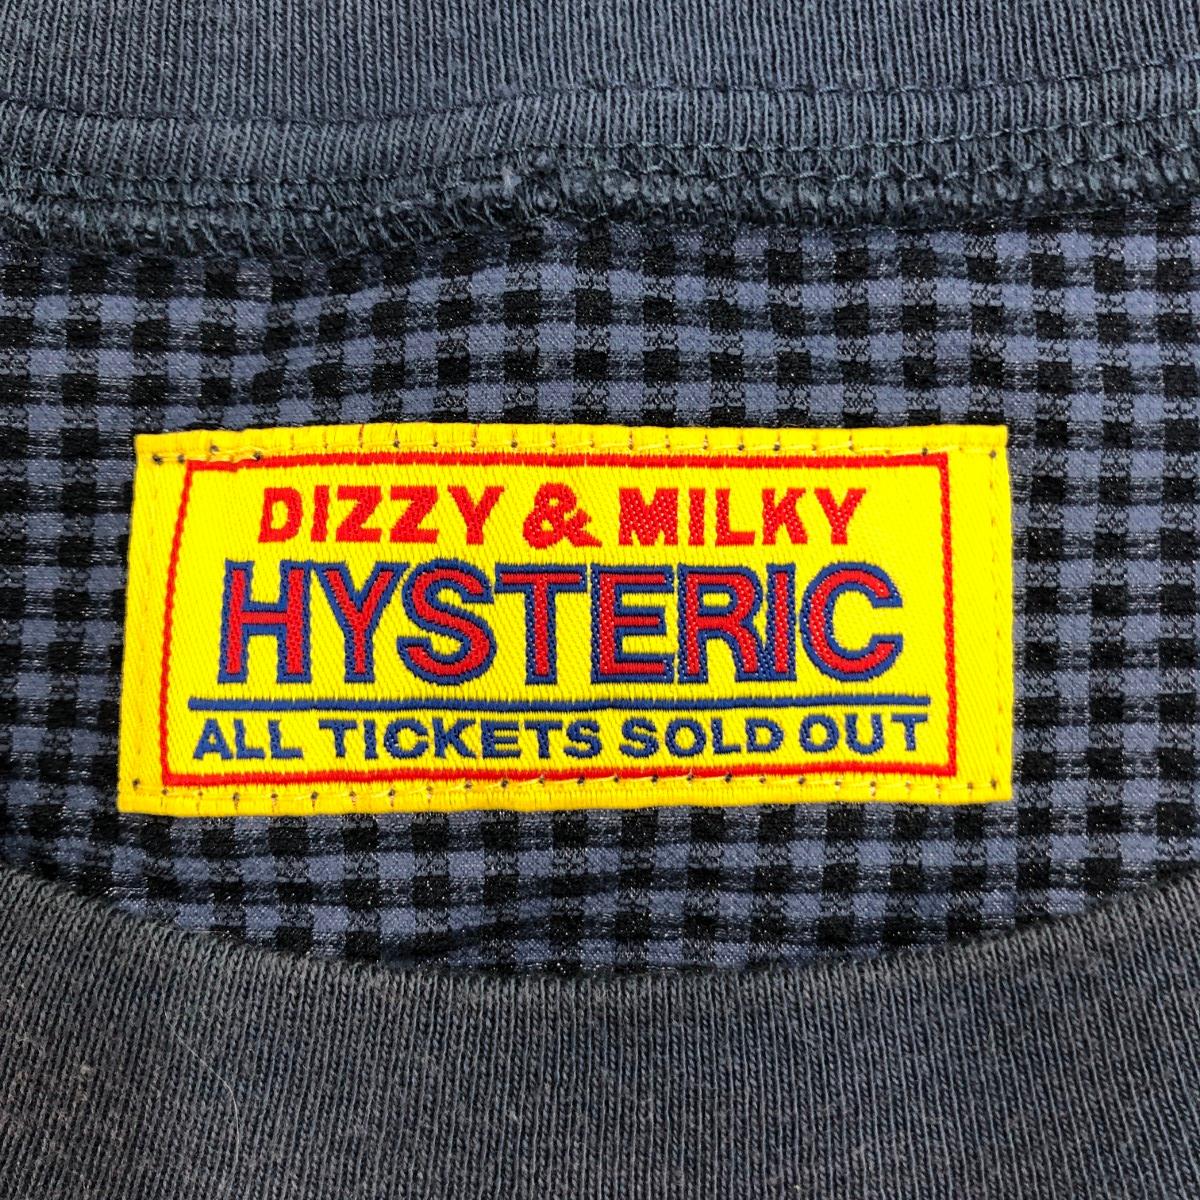 DIZZY & MILKY
HYSTERIC
ALL TICKETS SOLD OUT